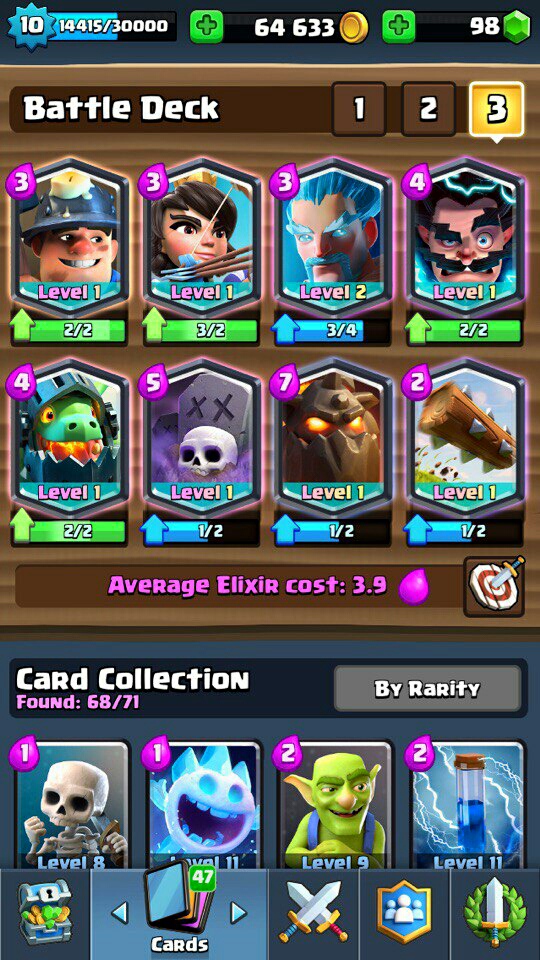 10 14415/30000 64 633 98
Battle Deck 1 2 3
3 3 3 4
Level 1 Level 1 Level 2 Level 1
2/2 3/2 3/4 2/2
4 5 7 2
XX
Level 1 Level 1 Level 1 Level 1
2/2 1/2 1/2 1/2
Average Elixir cost: 3.9
Card Collection
Found: 68/71
By Rarity
1 1 2 2
Level 8 Level 11 Level 9 Level 11
47
Cards